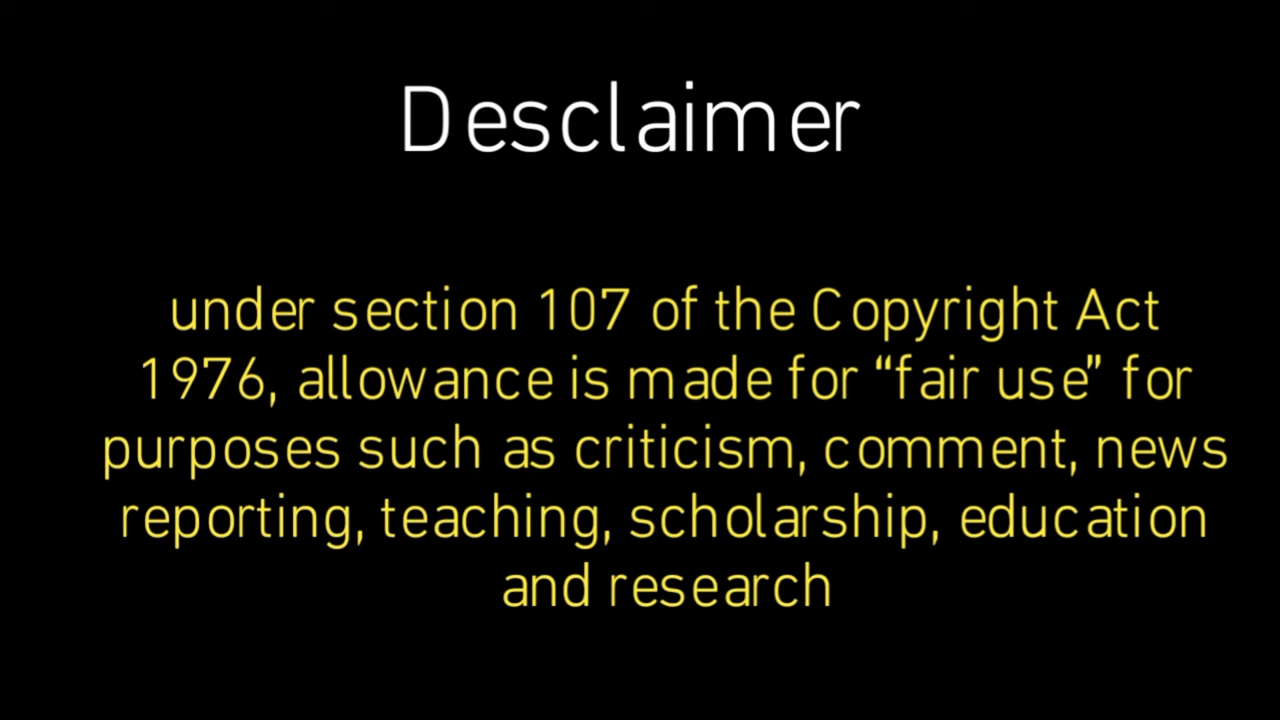 Desclaimer
under section 107 of the Copyright Act
1976, allowance is made for “fair use” for
purposes such as criticism, comment, news
reporting, teaching, scholarship, education
and research